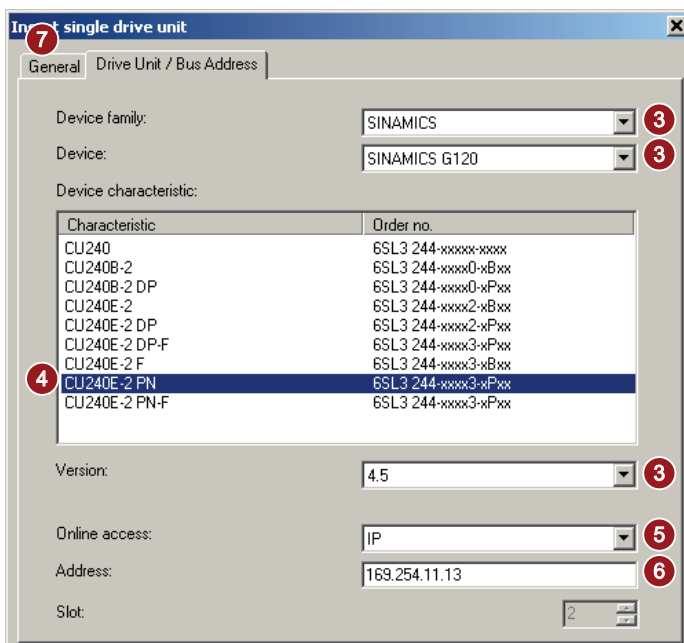 In t single drive unit
7
General Drive Unit / Bus Address
Device family: SINAMICS 3
Device: SINAMICS G120 3
Device characteristic:
Characteristic Order no.
CU240 6SL3 244-xxxxx-xxxx
CU240B-2 6SL3 244-xxxx0-xBxx
CU240B-2 DP 6SL3 244-xxxx0-xPxx
CU240E-2 6SL3 244-xxxx2-xBxx
CU240E-2 DP 6SL3 244-xxxx2-xPxx
CU240E-2 DP-F 6SL3 244-xxxx3-xPxx
CU240E-2 F 6SL3 244-xxxx3-xBxx
4 CU240E-2 PN 6SL3 244-xxxx3-xPxx
CU240E-2 PN-F 6SL3 244-xxxx3-xPxx
Version: 4.5 3
Online access: IP 5
Address: 169.254.11.13 6
Slot: 2